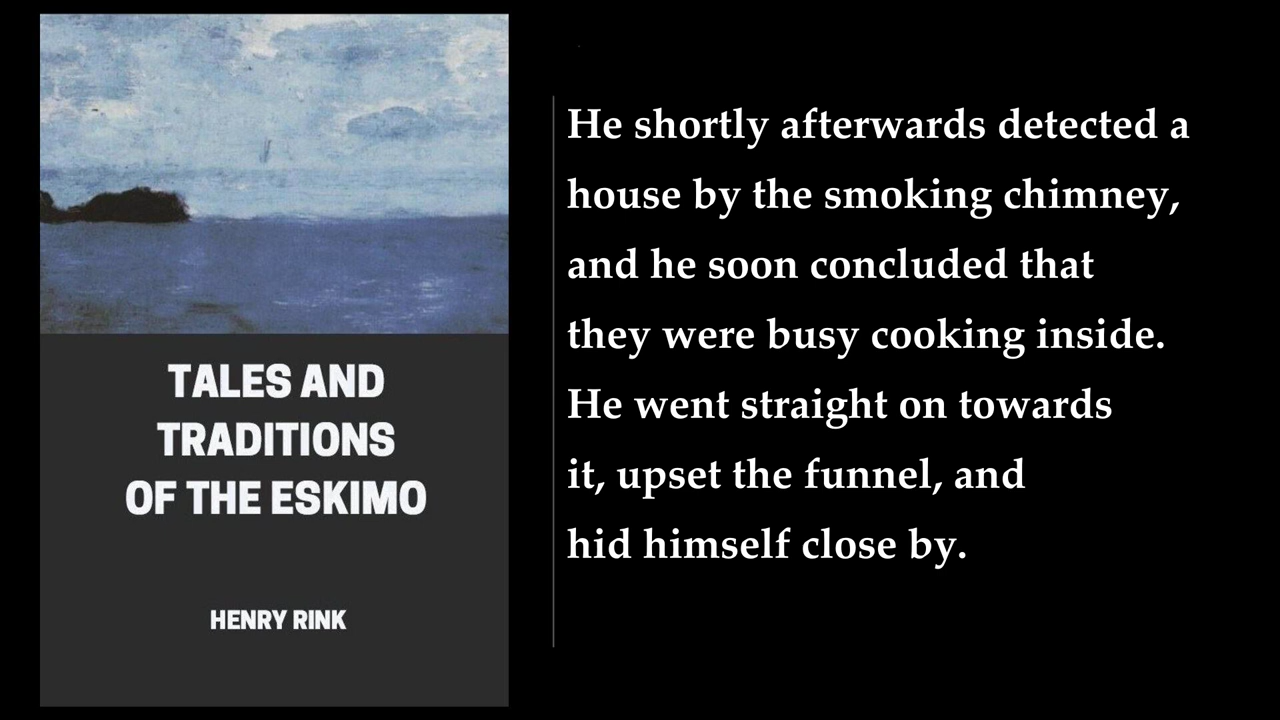 TALES AND
TRADITIONS
OF THE ESKIMO
HENRY RINK
He shortly afterwards detected a
house by the smoking chimney,
and he soon concluded that
they were busy cooking inside.
He went straight on towards
it, upset the funnel, and
hid himself close by.